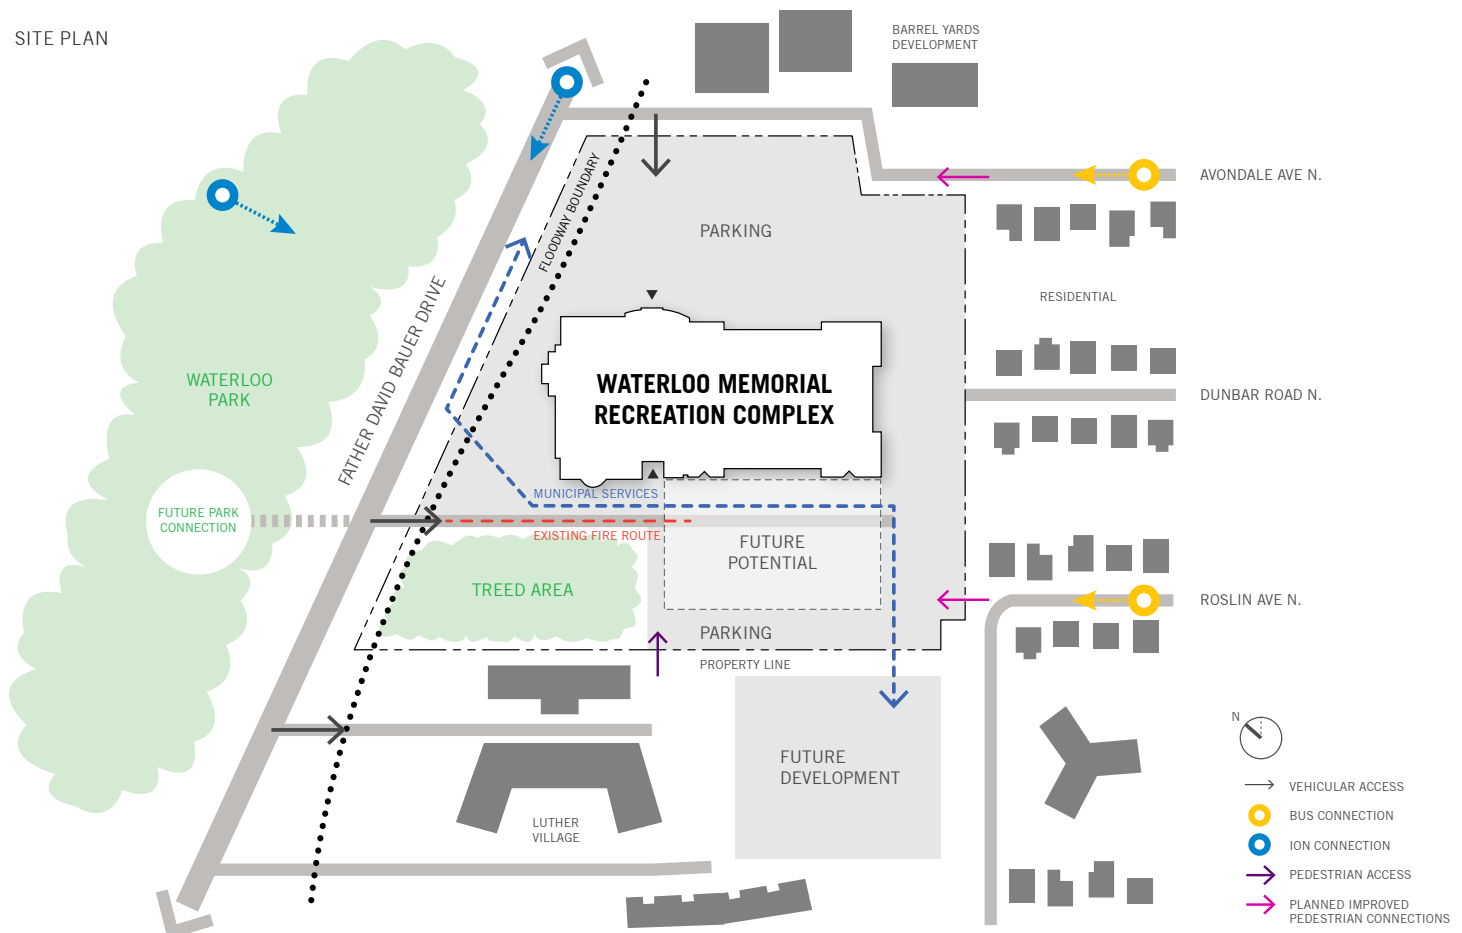 SITE PLAN
BARREL YARDS
DEVELOPMENT
AVONDALE AVE N.
FLOODWAY BOUNDARY
PARKING
RESIDENTIAL
FATHER DAVID BAUER DRIVE
WATERLOO
PARK
WATERLOO MEMORIAL
RECREATION COMPLEX
DUNBAR ROAD N.
MUNICIPAL SERVICES
FUTURE PARK
CONNECTION
EXISTING FIRE ROUTE
FUTURE
POTENTIAL
TREED AREA
ROSLIN AVE N.
PARKING
PROPERTY LINE
FUTURE
DEVELOPMENT
LUTHER
VILLAGE
N
VEHICULAR ACCESS
BUS CONNECTION
ION CONNECTION
PEDESTRIAN ACCESS
PLANNED IMPROVED
PEDESTRIAN CONNECTIONS